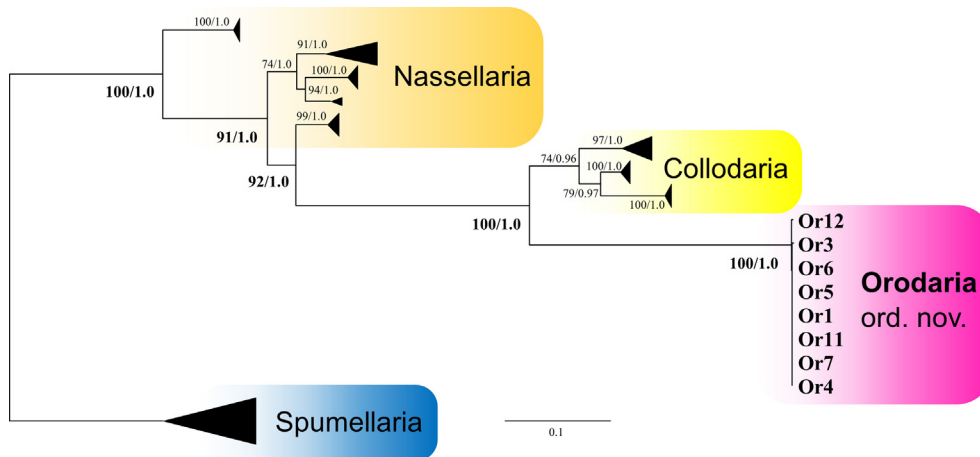 100/1.0
91/1.0
74/1.0
100/1.0
Nassellaria
100/1.0
94/1.0
99/1.0
91/1.0
97/1.0
74/0.96
100/1.0
Collodaria
92/1.0
79/0.97
100/1.0
100/1.0
Or12
Or3
100/1.0
Or6
Or5
Or1
Or11
Or7
Or4
Orodaria
ord. nov.
Spumellaria
0.1